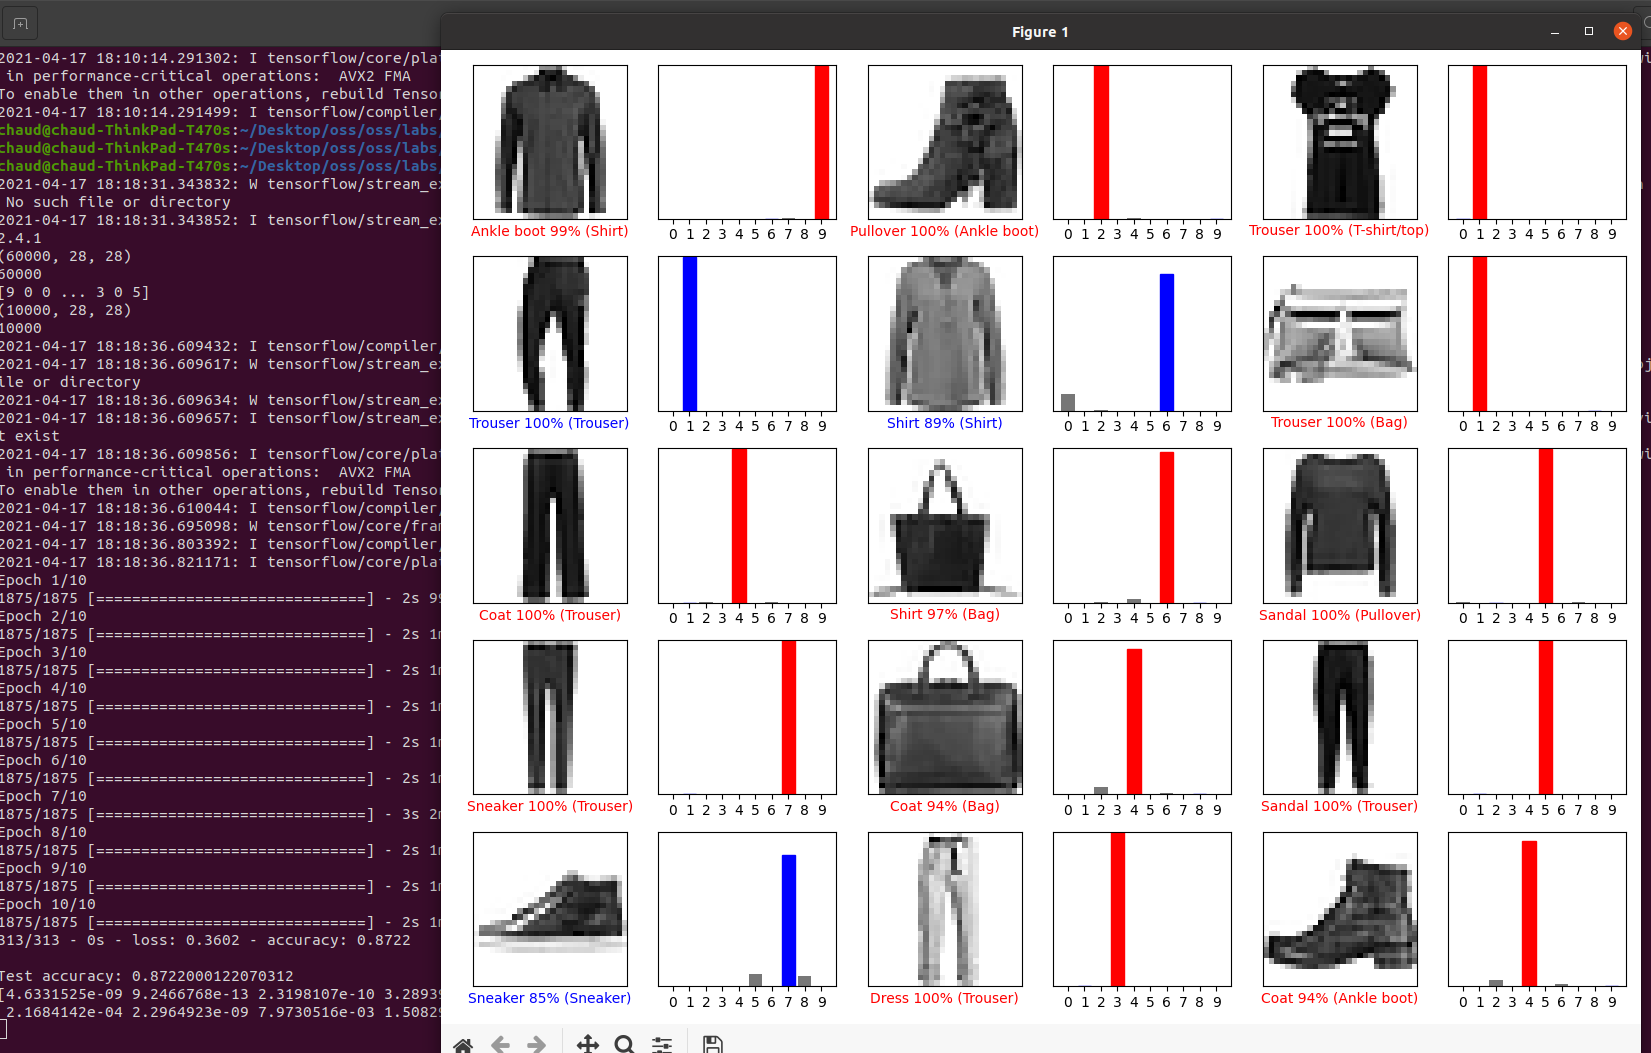 Figure 1
2021-04-17 18:10:14.291302: I tensorflow/core/pla
in performance-critical operations:  AVX2 FMA
To enable them in other operations, rebuild Tenso
2021-04-17 18:10:14.291499: I tensorflow/compiler/
chaud@chaud-ThinkPad-T470s:~/Desktop/oss/oss/labs
chaud@chaud-ThinkPad-T470s:~/Desktop/oss/oss/labs
chaud@chaud-ThinkPad-T470s:~/Desktop/oss/oss/labs
2021-04-17 18:18:31.343832: W tensorflow/stream_ex
No such file or directory
2021-04-17 18:18:31.343852: I tensorflow/stream_ex
2.4.1
(60000, 28, 28)
60000
[9 0 0 ... 3 0 5]
(10000, 28, 28)
10000
2021-04-17 18:18:36.609432: I tensorflow/compiler/
2021-04-17 18:18:36.609617: W tensorflow/stream_ex
ile or directory
2021-04-17 18:18:36.609634: W tensorflow/stream_ex
2021-04-17 18:18:36.609657: I tensorflow/stream_ex
t exist
2021-04-17 18:18:36.609856: I tensorflow/core/pla
in performance-critical operations:  AVX2 FMA
To enable them in other operations, rebuild Tenso
2021-04-17 18:18:36.610044: I tensorflow/compiler/
2021-04-17 18:18:36.695098: W tensorflow/core/fra
2021-04-17 18:18:36.803392: I tensorflow/compiler/
2021-04-17 18:18:36.821171: I tensorflow/core/pla
Epoch 1/10
1875/1875 [==============================] - 2s 99
Epoch 2/10
1875/1875 [==============================] - 2s 1m
Epoch 3/10
1875/1875 [==============================] - 2s 1m
Epoch 4/10
1875/1875 [==============================] - 2s 1m
Epoch 5/10
1875/1875 [==============================] - 2s 1m
Epoch 6/10
1875/1875 [==============================] - 2s 1m
Epoch 7/10
1875/1875 [==============================] - 3s 2m
Epoch 8/10
1875/1875 [==============================] - 2s 1m
Epoch 9/10
1875/1875 [==============================] - 2s 1m
Epoch 10/10
1875/1875 [==============================] - 2s 1m
313/313 - 0s - loss: 0.3602 - accuracy: 0.8722
Test accuracy: 0.8722000122070312
[4.6331525e-09 9.2466768e-13 2.3198107e-10 3.28939
2.1684142e-04 2.2964923e-09 7.9730516e-03 1.50829
0 1 2 3 4 5 6 7 8 9 0 1 2 3 4 5 6 7 8 9 0 1 2 3 4 5 6 7 8 9
Ankle boot 99% (Shirt) Pullover 100% (Ankle boot) Trouser 100% (T-shirt/top)
0 1 2 3 4 5 6 7 8 9 0 1 2 3 4 5 6 7 8 9 0 1 2 3 4 5 6 7 8 9
Trouser 100% (Trouser) Shirt 89% (Shirt) Trouser 100% (Bag)
0 1 2 3 4 5 6 7 8 9 0 1 2 3 4 5 6 7 8 9 0 1 2 3 4 5 6 7 8 9
Coat 100% (Trouser) Shirt 97% (Bag) Sandal 100% (Pullover)
0 1 2 3 4 5 6 7 8 9 0 1 2 3 4 5 6 7 8 9 0 1 2 3 4 5 6 7 8 9
Sneaker 100% (Trouser) Coat 94% (Bag) Sandal 100% (Trouser)
0 1 2 3 4 5 6 7 8 9 0 1 2 3 4 5 6 7 8 9 0 1 2 3 4 5 6 7 8 9
Sneaker 85% (Sneaker) Dress 100% (Trouser) Coat 94% (Ankle boot)